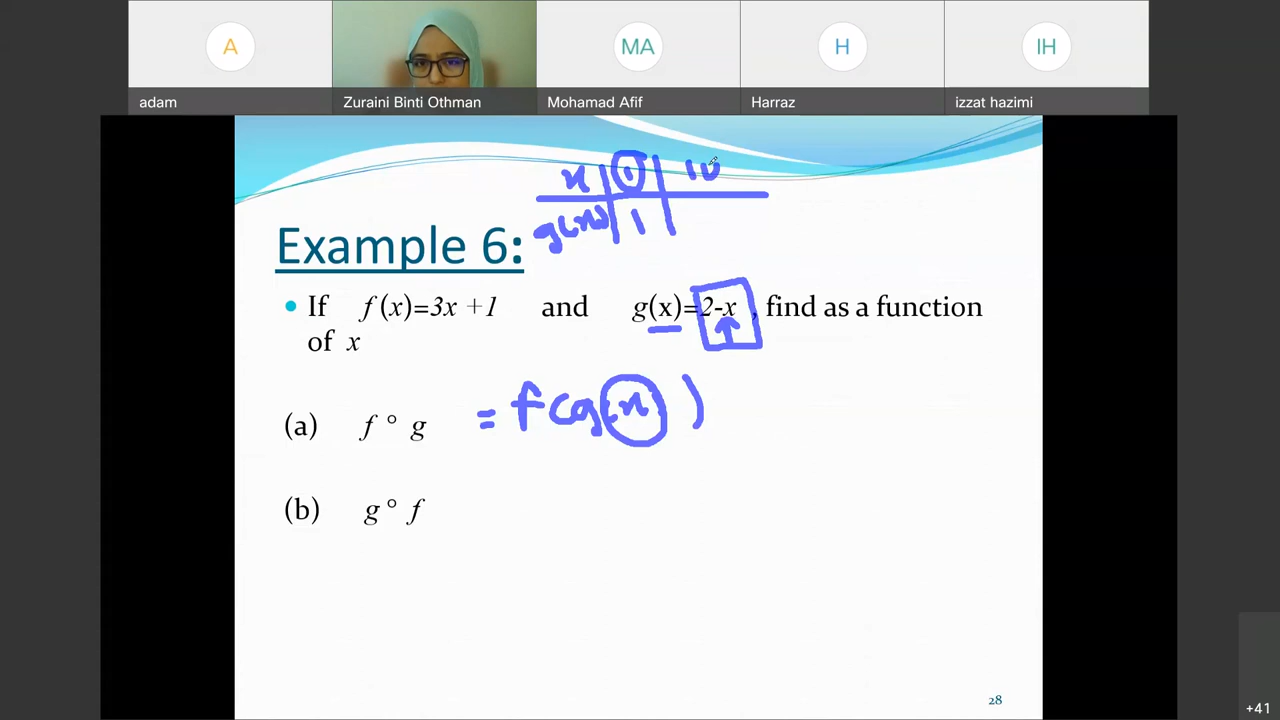 A
MA
H
IH
adam
Zuraini Binti Othman
Mohamad Afif
Harraz
izzat hazimi
x 1 10
g(x) 1
Example 6:
If f (x)=3x +1 and g(x)=2-x , find as a function
of x
(a) f ° g = f(g(x))
(b) g ° f
28
+41